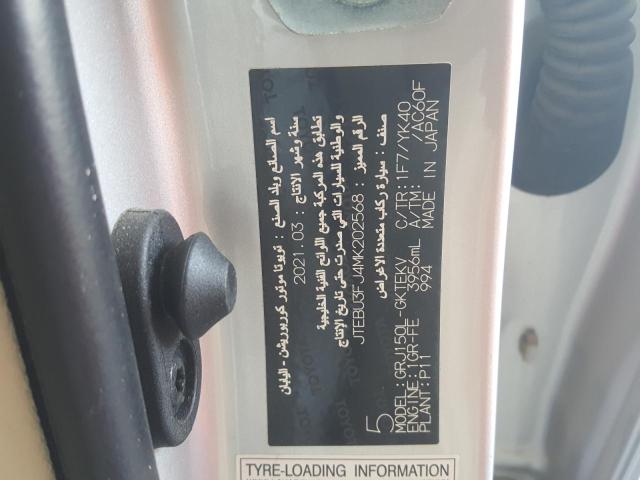 اسم الصانع وبلد الصنع : تويوتا موتور كوربوريشن - اليابان
سنة وشهر الانتاج : 2021.03
تطابق هذه المركبة جميع اللوائح الفنية الخليجية
والوطنية للسيارات التي صدرت حتى تاريخ الانتاج
الرقم المميز : JTEBU3FJ4MK202568
صنف : سيارة ركاب متعددة الاغراض
5
MODEL: GRJ150L-GKTEKV C/TR: 1F7/YK40
ENGINE: 1GR-FE 3956mL A/TM: /AC60F
PLANT: P11 994 MADE IN JAPAN
TYRE-LOADING INFORMATION